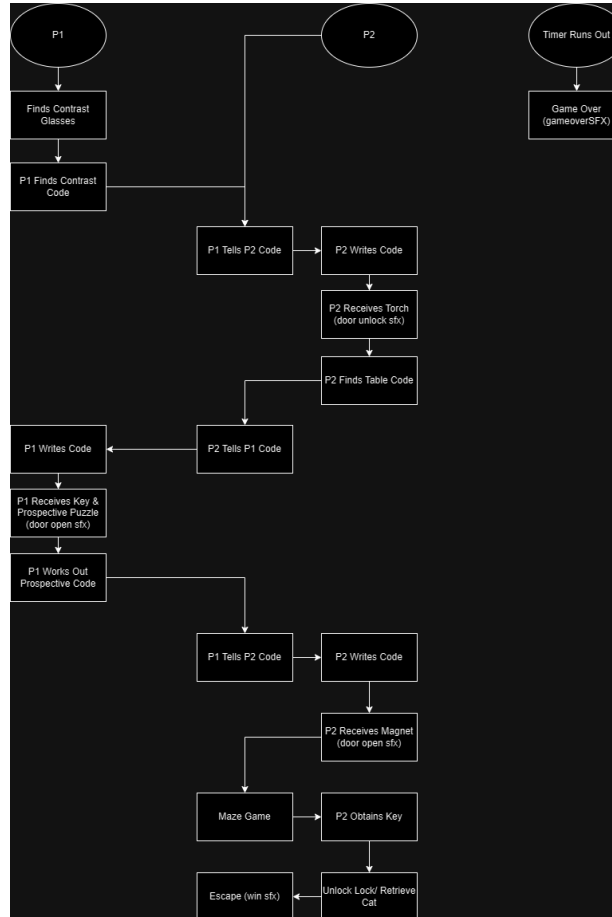 P1
P2
Timer Runs Out
Finds Contrast
Glasses
Game Over
(gameoverSFX)
P1 Finds Contrast
Code
P1 Tells P2 Code
P2 Writes Code
P2 Receives Torch
(door unlock sfx)
P2 Finds Table Code
P2 Tells P1 Code
P1 Writes Code
P1 Receives Key &
Prospective Puzzle
(door open sfx)
P1 Works Out
Prospective Code
P1 Tells P2 Code
P2 Writes Code
P2 Receives Magnet
(door open sfx)
Maze Game
P2 Obtains Key
Unlock Lock/ Retrieve
Cat
Escape (win sfx)